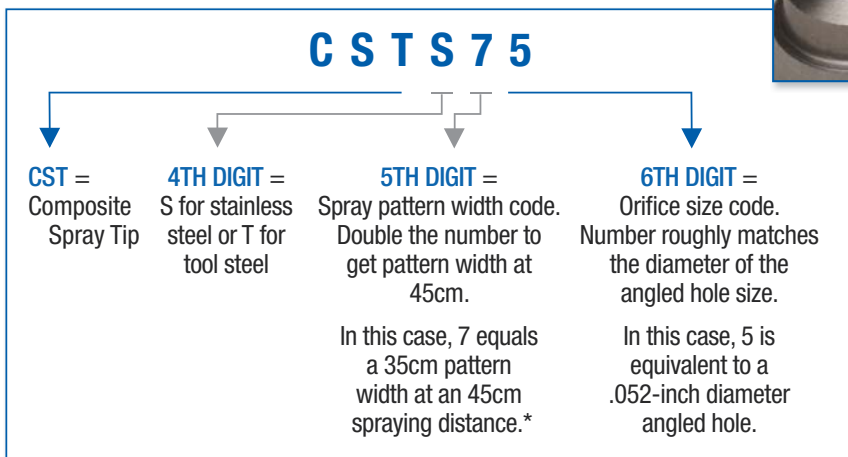 C S T S 7 5
CST =
Composite
Spray Tip
4TH DIGIT =
S for stainless
steel or T for
tool steel
5TH DIGIT =
Spray pattern width code.
Double the number to
get pattern width at
45cm.
In this case, 7 equals
a 35cm pattern
width at an 45cm
spraying distance.*
6TH DIGIT =
Orifice size code.
Number roughly matches
the diameter of the
angled hole size.
In this case, 5 is
equivalent to a
.052-inch diameter
angled hole.